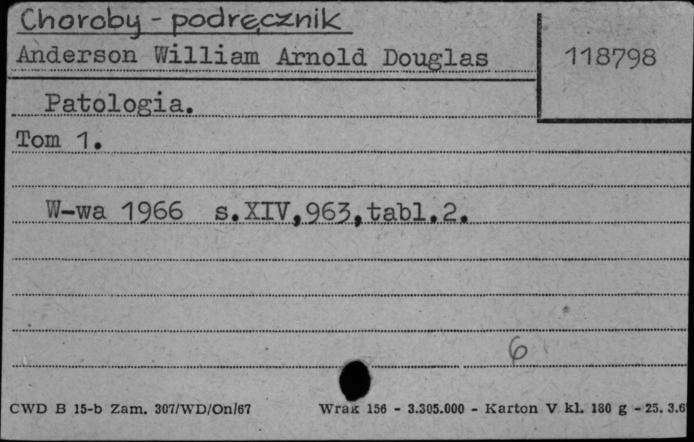 Choroby - podręcznik
Anderson William Arnold Douglas
118798
Patologia.
Tom 1.
W-wa 1966 s.XIV,963,tabl.2.
6
CWD B 15-b Zam. 307/WD/On/67 Wrak 156 - 3.305.000 - Karton V kl. 180 g - 25. 3.6